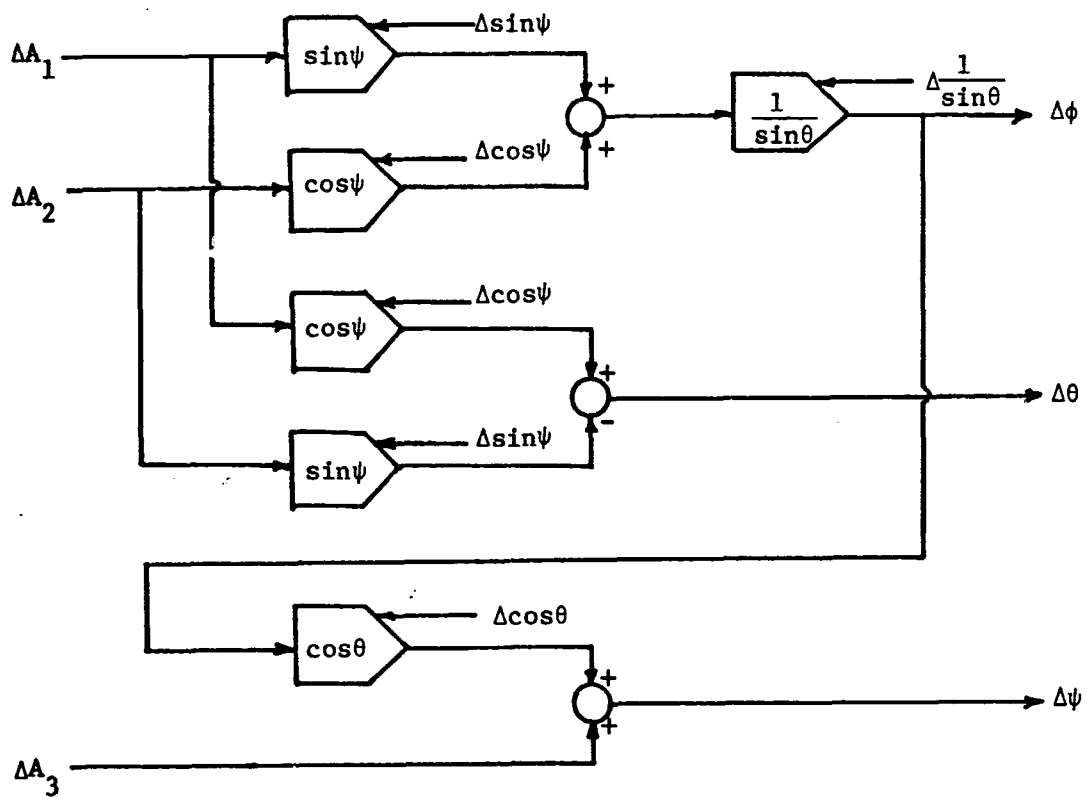 Δsinψ
ΔA1
sinψ
+
Δ 1/sinθ
1/sinθ
Δφ
+
Δcosψ
cosψ
ΔA2
Δcosψ
cosψ
+
Δθ
-
Δsinψ
sinψ
Δcosθ
cosθ
+
Δψ
+
ΔA3